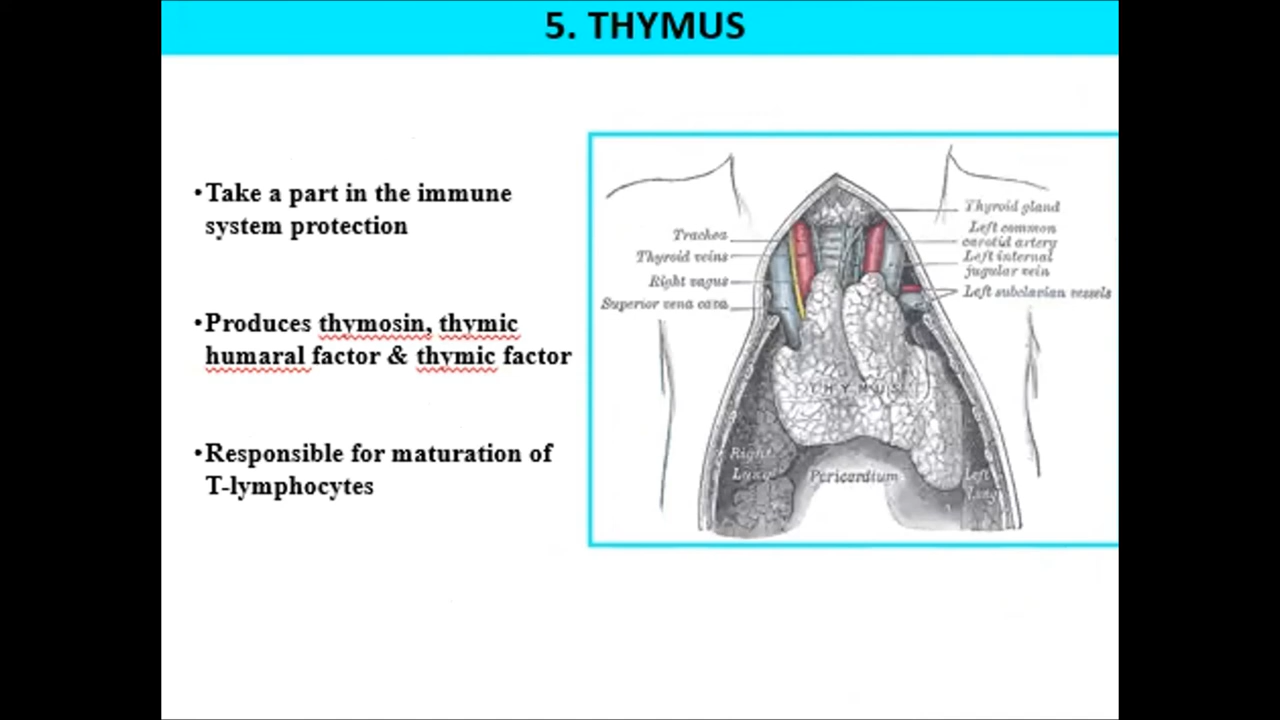 5. THYMUS
•Take a part in the immune
system protection
•Produces thymosin, thymic
humaral factor & thymic factor
•Responsible for maturation of
T-lymphocytes
Trachea
Thyroid veins
Right vagus
Superior vena cava
Thyroid gland
Left common
carotid artery
Left internal
jugular vein
Left subclavian vessels
THYMUS
Right
Lung
Pericardium
Left
lung